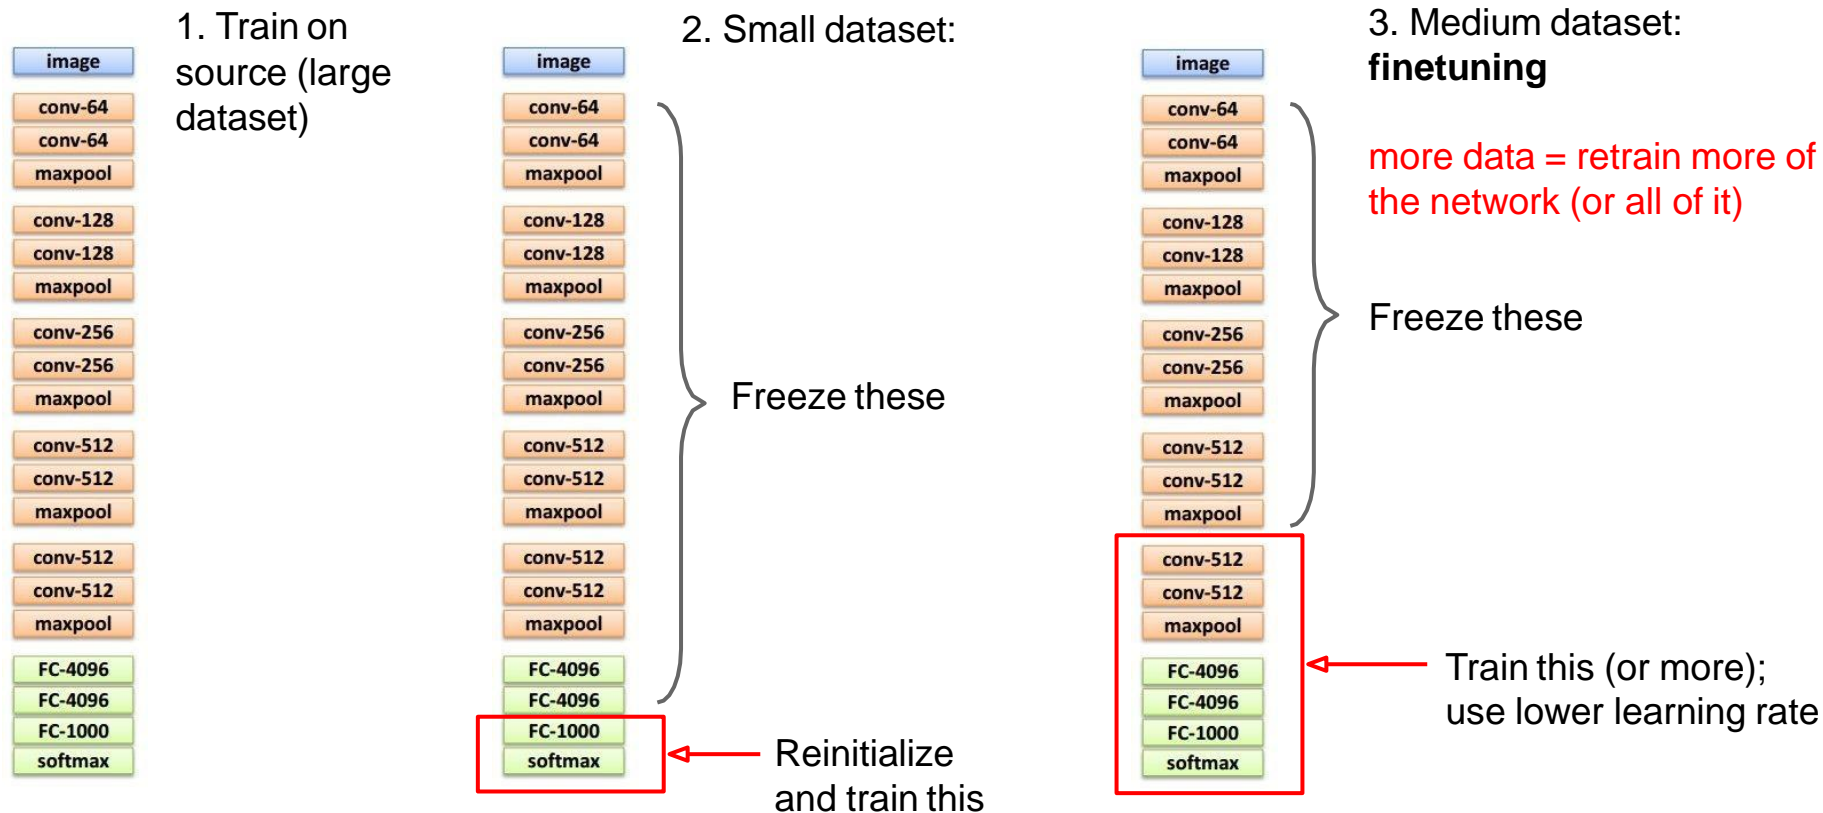 1. Train on
source (large
dataset)
image
conv-64
conv-64
maxpool
conv-128
conv-128
maxpool
conv-256
conv-256
maxpool
conv-512
conv-512
maxpool
conv-512
conv-512
maxpool
FC-4096
FC-4096
FC-1000
softmax
2. Small dataset:
image
conv-64
conv-64
maxpool
conv-128
conv-128
maxpool
conv-256
conv-256
maxpool
conv-512
conv-512
maxpool
conv-512
conv-512
maxpool
FC-4096
FC-4096
FC-1000
softmax
Freeze these
Reinitialize
and train this
3. Medium dataset:
finetuning
more data = retrain more of
the network (or all of it)
image
conv-64
conv-64
maxpool
conv-128
conv-128
maxpool
conv-256
conv-256
maxpool
conv-512
conv-512
maxpool
conv-512
conv-512
maxpool
FC-4096
FC-4096
FC-1000
softmax
Freeze these
Train this (or more);
use lower learning rate